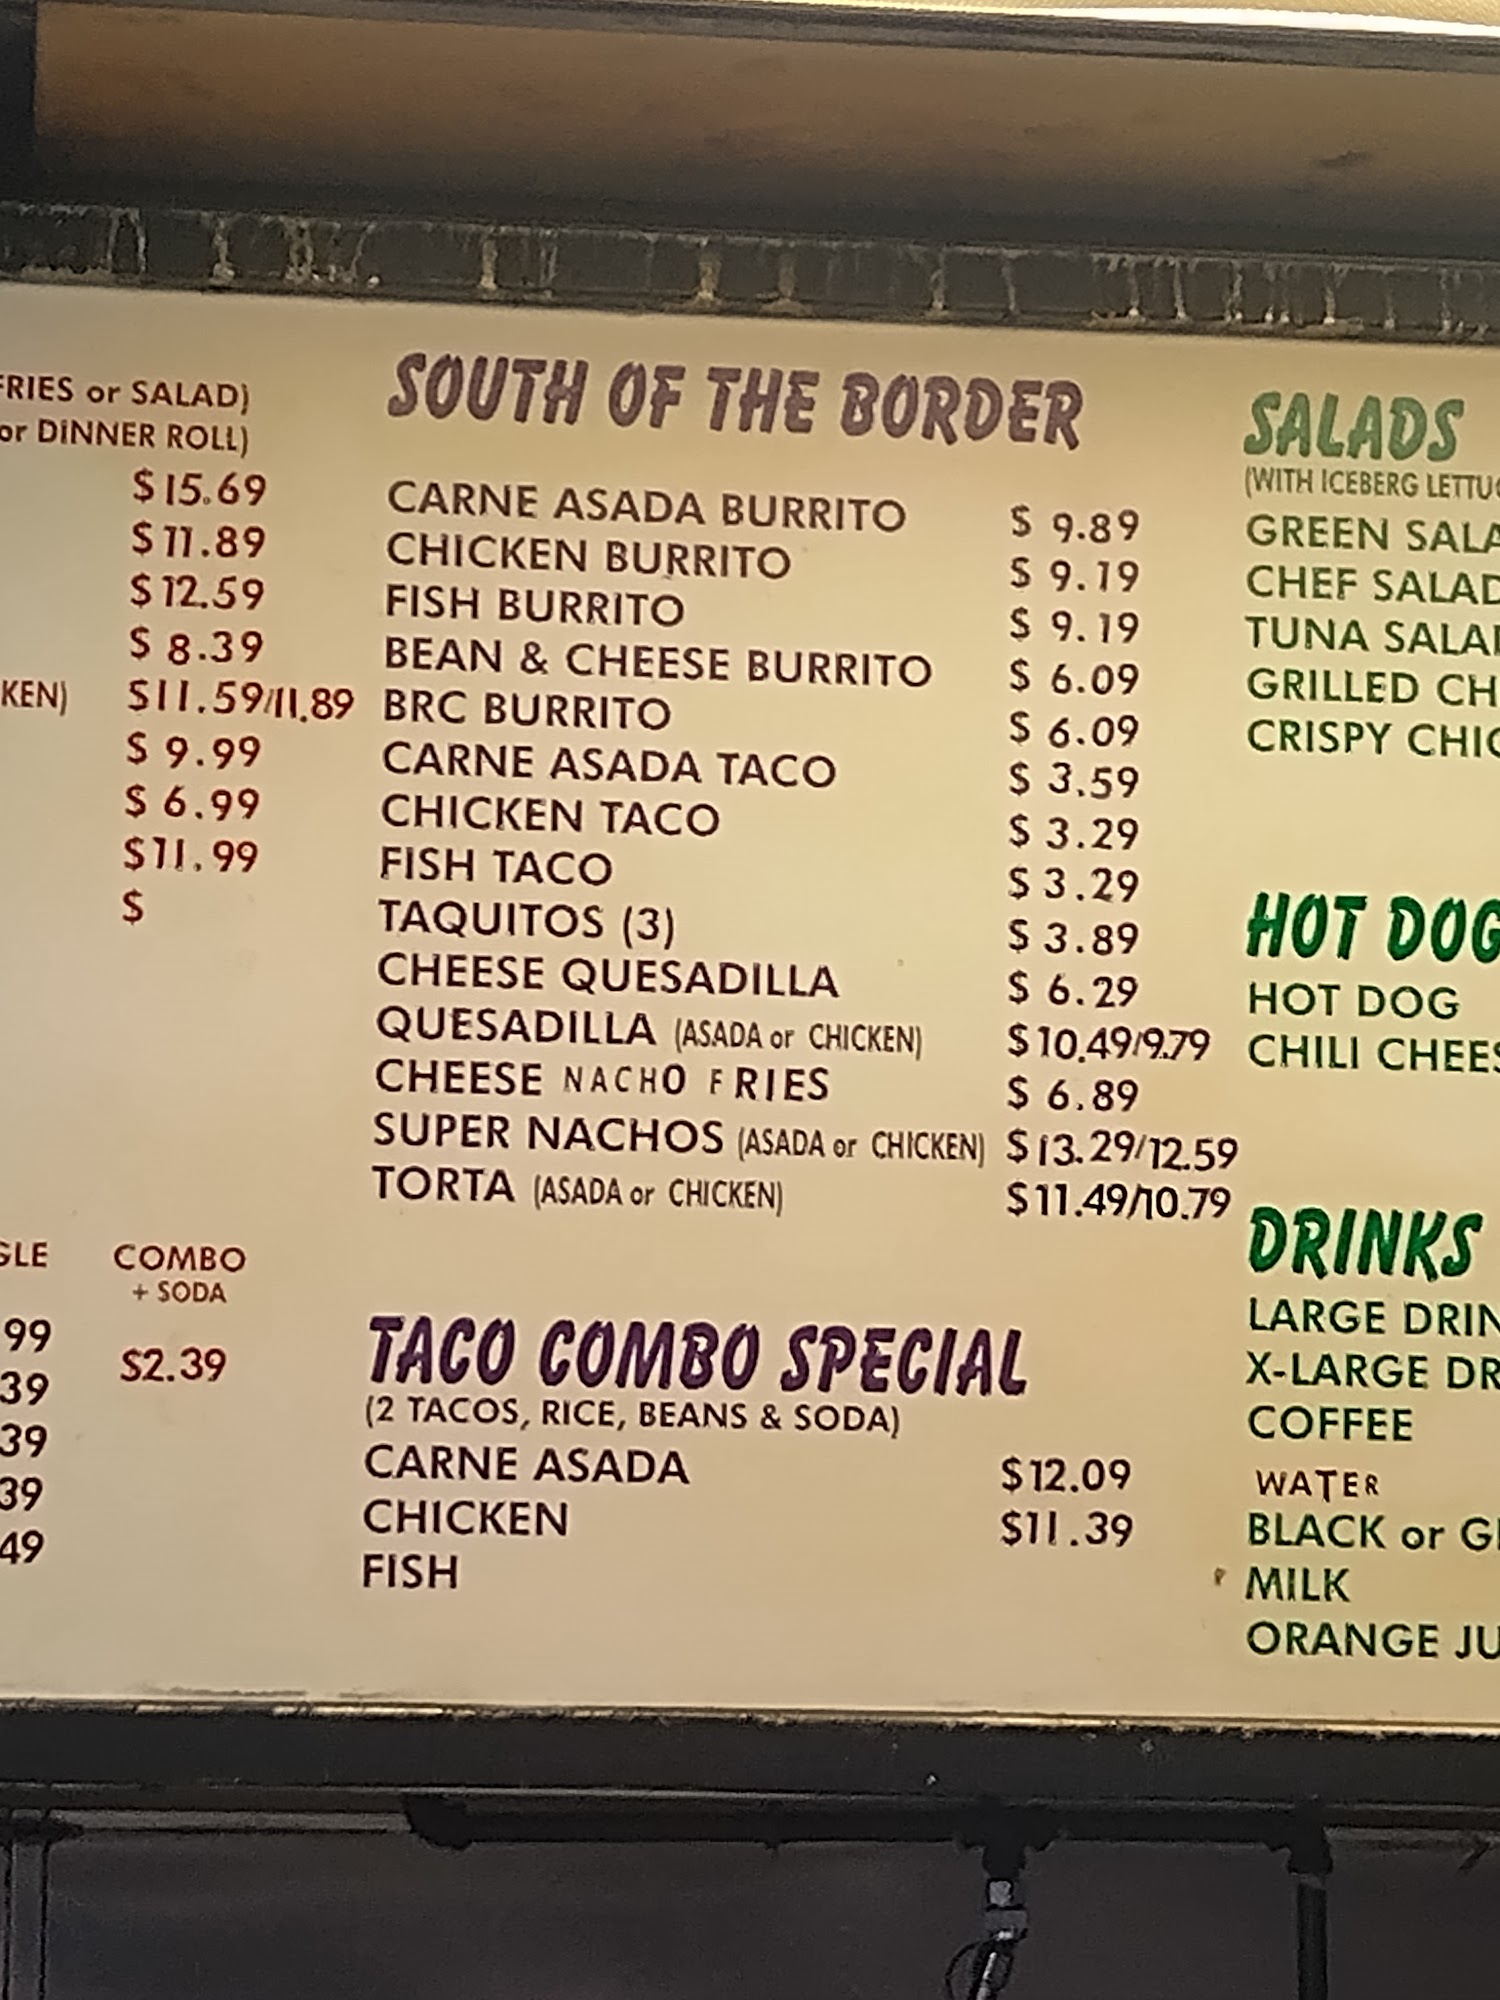 FRIES or SALAD)
or DINNER ROLL)
$15.69
$11.89
$12.59
$8.39
KEN) $11.59/11.89
$9.99
$6.99
$11.99
$
COMBO
+ SODA
99 $2.39
39
39
39
49
SOUTH OF THE BORDER
CARNE ASADA BURRITO $9.89
CHICKEN BURRITO $9.19
FISH BURRITO $9.19
BEAN & CHEESE BURRITO $6.09
BRC BURRITO $6.09
CARNE ASADA TACO $3.59
CHICKEN TACO $3.29
FISH TACO $3.29
TAQUITOS (3) $3.89
CHEESE QUESADILLA $6.29
QUESADILLA (ASADA or CHICKEN) $10.49/9.79
CHEESE NACHO FRIES $6.89
SUPER NACHOS (ASADA or CHICKEN) $13.29/12.59
TORTA (ASADA or CHICKEN) $11.49/10.79
TACO COMBO SPECIAL
(2 TACOS, RICE, BEANS & SODA)
CARNE ASADA $12.09
CHICKEN $11.39
FISH
SALADS
(WITH ICEBERG LETTUC
GREEN SALA
CHEF SALAD
TUNA SALA
GRILLED CH
CRISPY CHIC
HOT DOG
HOT DOG
CHILI CHEES
DRINKS
LARGE DRIN
X-LARGE DR
COFFEE
WATER
BLACK or G
MILK
ORANGE JU